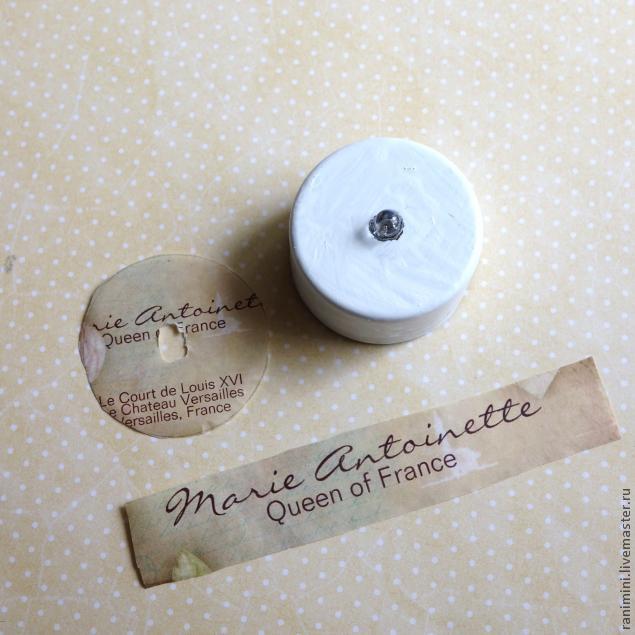 rie Antoinet
Queen of France
Le Court de Louis XVI
e Chateau Versailles
Versailles, France
Marie Antoinette
Queen of France
ranimini.livemaster.ru